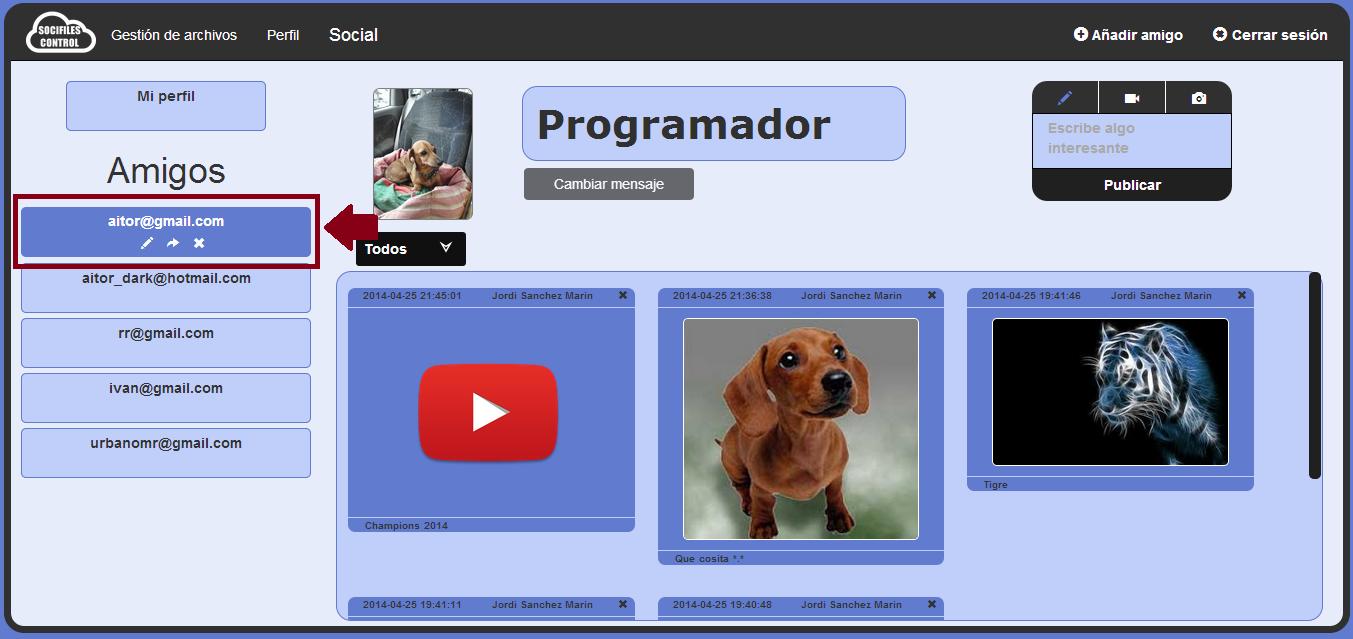 SOCIFILES
CONTROL
Gestión de archivos Perfil Social Añadir amigo Cerrar sesión
Mi perfil
Amigos
aitor@gmail.com
aitor_dark@hotmail.com
rr@gmail.com
ivan@gmail.com
urbanomr@gmail.com
Programador
Cambiar mensaje
Escribe algo
interesante
Publicar
Todos
2014-04-25 21:45:01 Jordi Sanchez Marin
Champions 2014
2014-04-25 21:36:38 Jordi Sanchez Marin
Que cosita *.*
2014-04-25 19:41:46 Jordi Sanchez Marin
Tigre
2014-04-25 19:41:11 Jordi Sanchez Marin
2014-04-25 19:40:48 Jordi Sanchez Marin